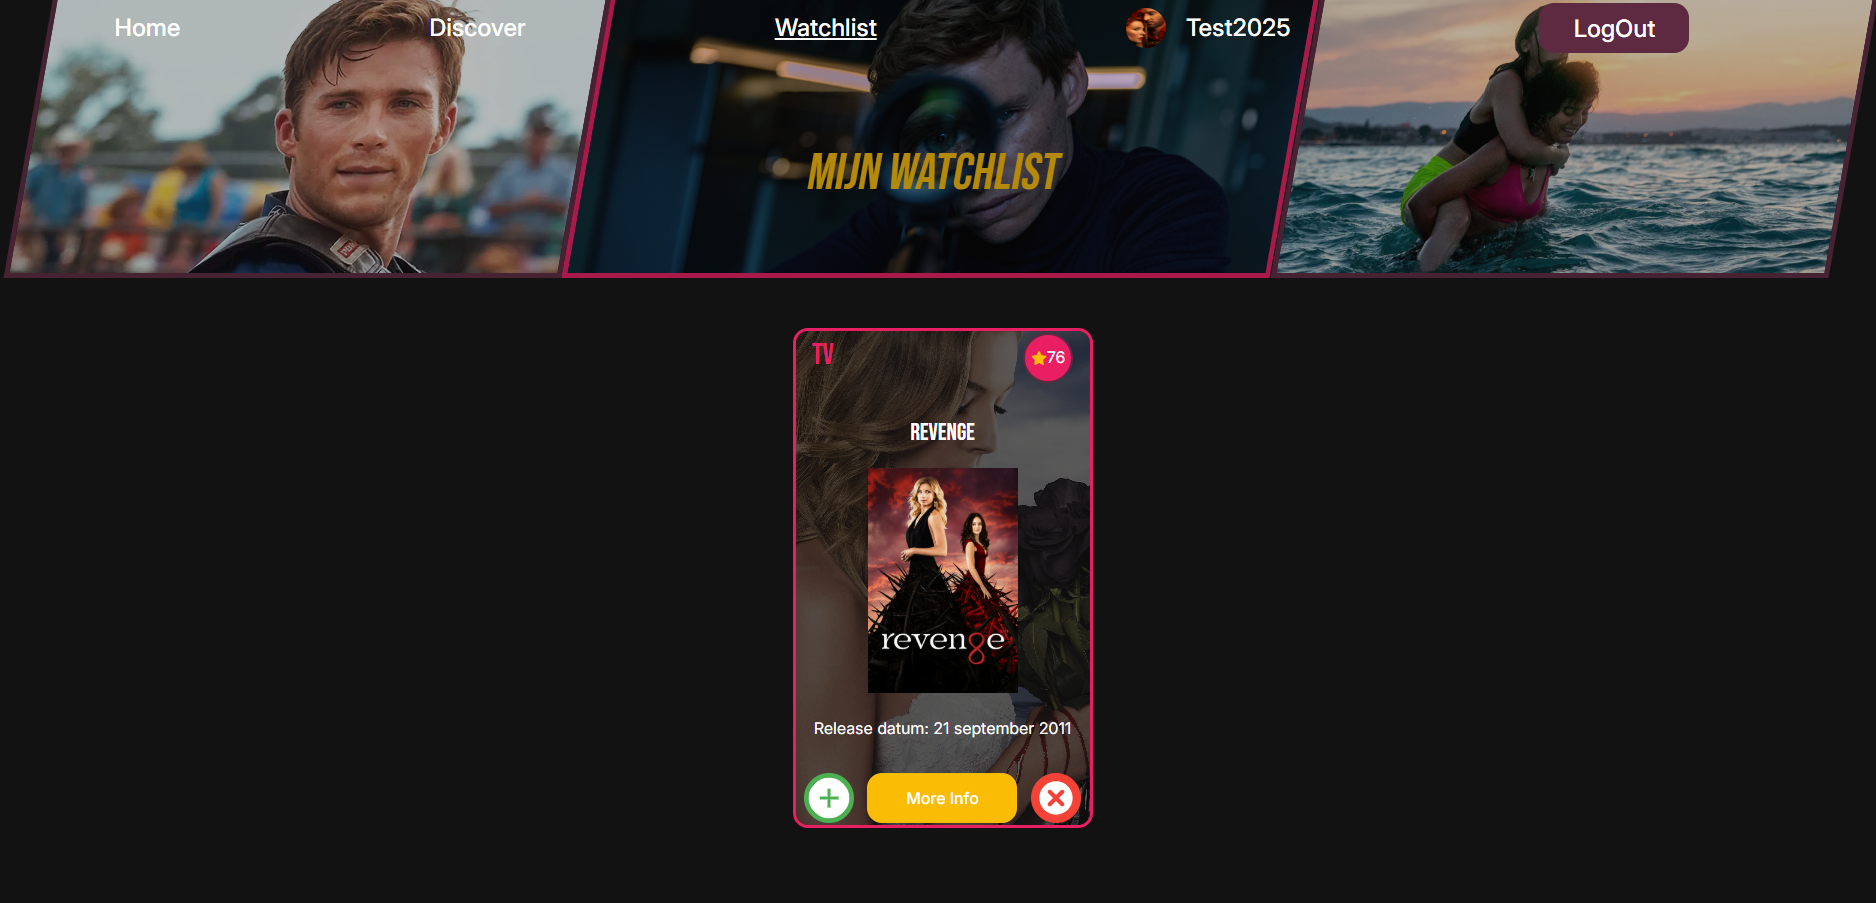 Home
Discover
Watchlist
Test2025
LogOut
MIJN WATCHLIST
TV
76
REVENGE
revenge
Release datum: 21 september 2011
More Info